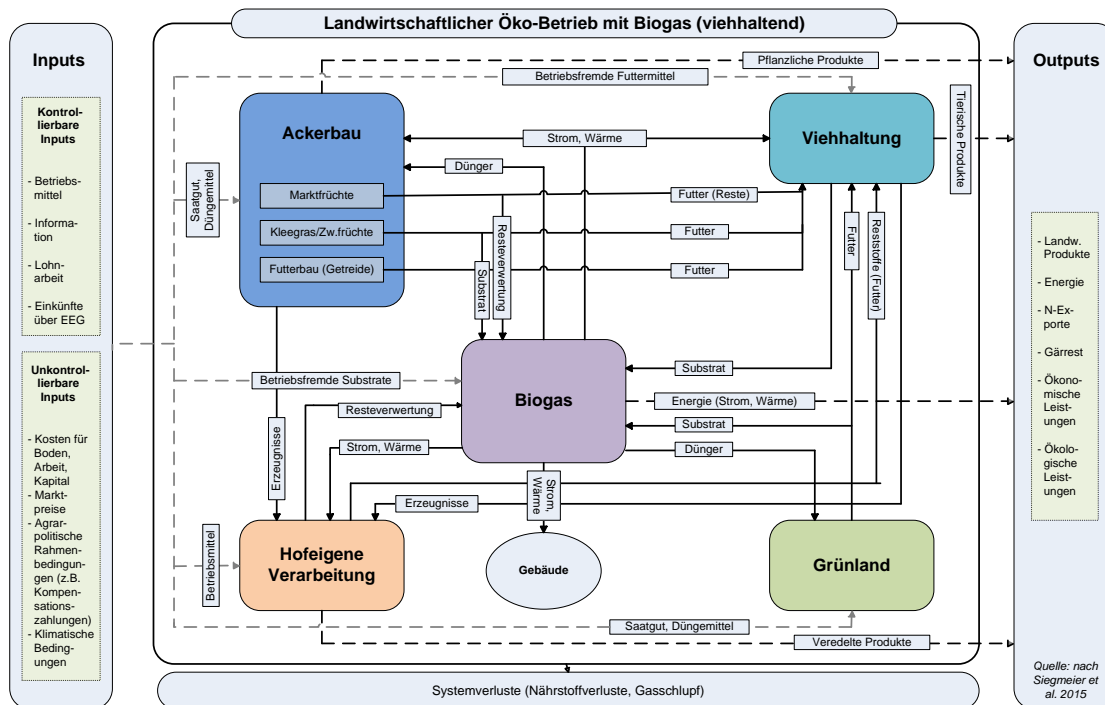 Landwirtschaftlicher Öko-Betrieb mit Biogas (viehhaltend)
Inputs
Kontrol-
lierbare
Inputs
- Betriebs-
mittel
- Informa-
tion
- Lohn-
arbeit
- Einkünfte
über EEG
Unkontrol-
lierbare
Inputs
- Kosten für
Boden,
Arbeit,
Kapital
- Markt-
preise
- Agrar-
politische
Rahmen-
bedingun-
gen (z.B.
Kompen-
sations-
zahlungen)
- Klimatische
Bedin-
gungen
Pflanzliche Produkte
Betriebsfremde Futtermittel
Ackerbau
Marktfrüchte
Kleegras/Zw.früchte
Futterbau (Getreide)
Saatgut,
Düngemittel
Strom, Wärme
Dünger
Futter (Reste)
Futter
Futter
Substrat
Resteverwertung
Viehhaltung
Tierische
Produkte
Futter
Reststoffe (Futter)
Biogas
Betriebsfremde Substrate
Resteverwertung
Strom, Wärme
Substrat
Energie (Strom, Wärme)
Substrat
Dünger
Erzeugnisse
Erzeugnisse
Strom,
Wärme
Betriebsmittel
Hofeigene
Verarbeitung
Gebäude
Grünland
Saatgut, Düngemittel
Veredelte Produkte
Systemverluste (Nährstoffverluste, Gasschlupf)
Outputs
- Landw.
Produkte
- Energie
- N-Ex-
porte
- Gärrest
- Ökono-
mische
Leist-
ungen
- Ökolo-
gische
Leist-
ungen
Quelle: nach
Siegmeier et
al. 2015